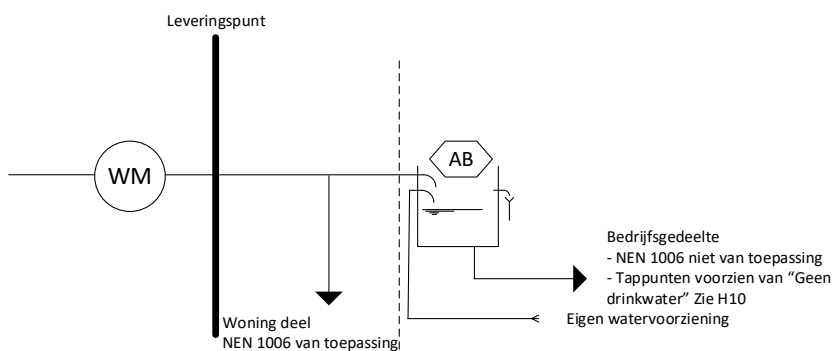 Leveringspunt
WM
AB
Woning deel
NEN 1006 van toepassing
Bedrijfsgedeelte
- NEN 1006 niet van toepassing
- Tappunten voorzien van “Geen
drinkwater” Zie H10
Eigen watervoorziening